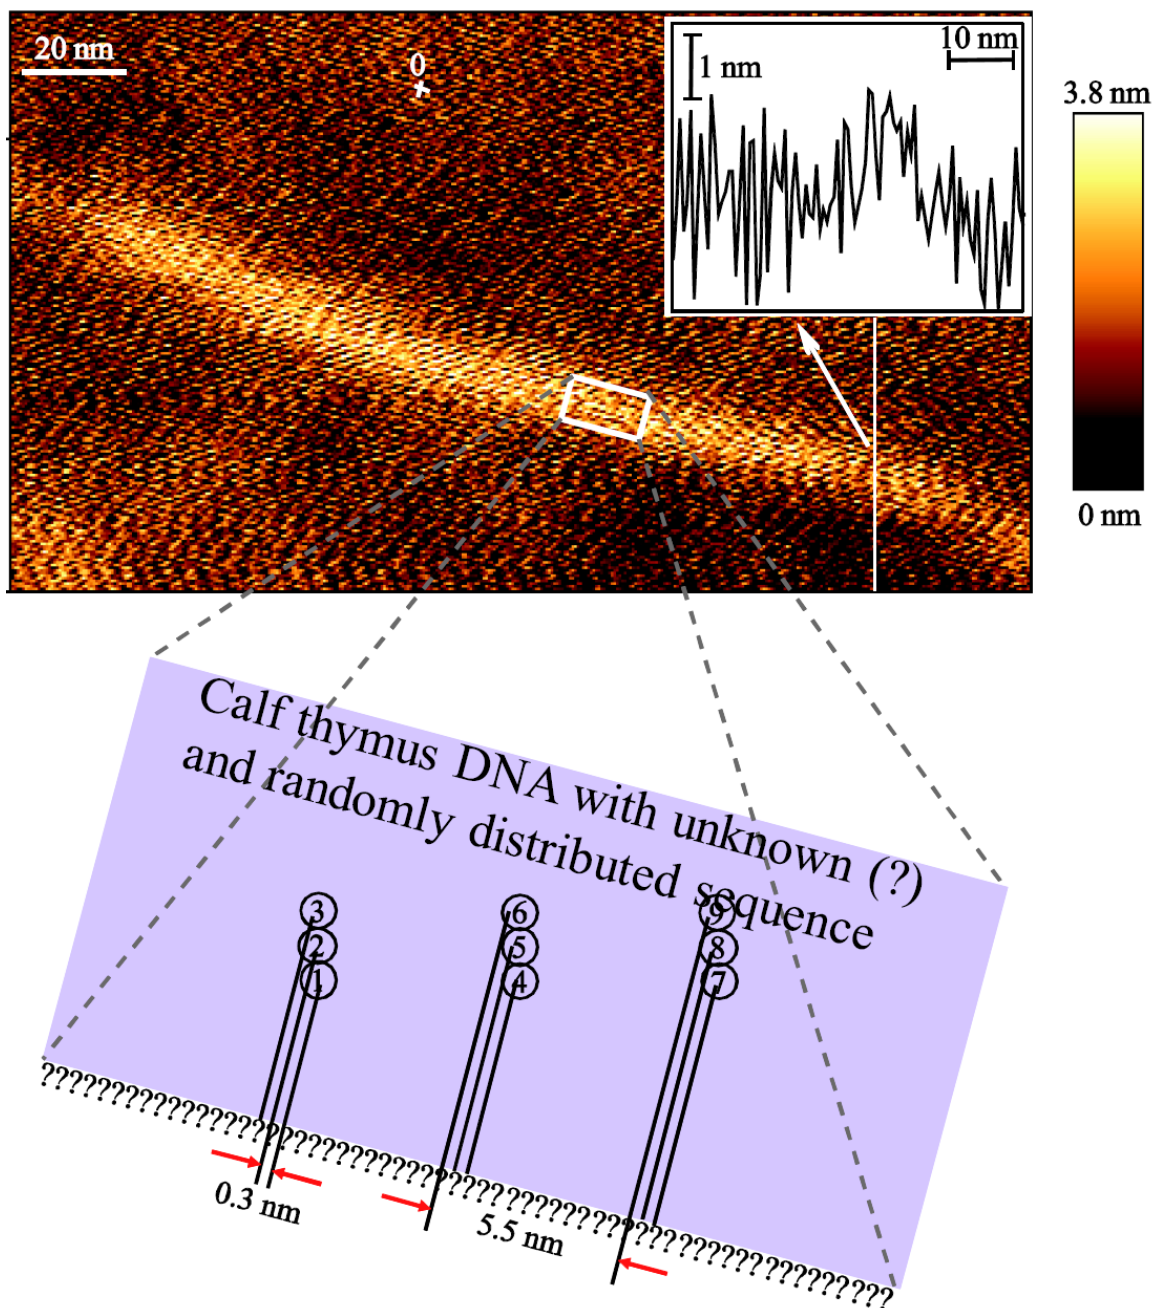 20 nm
0
10 nm
1 nm
3.8 nm
0 nm
Calf thymus DNA with unknown (?)
and randomly distributed sequence
3 6 9
2 5 8
1 4 7
0.3 nm
5.5 nm